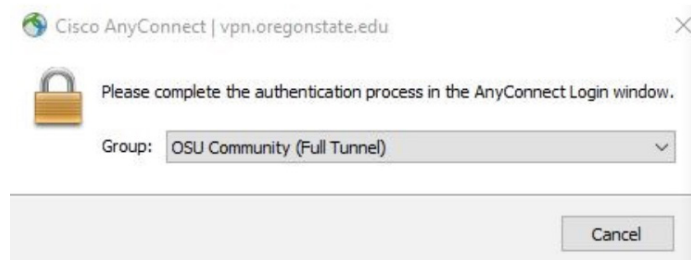 Cisco AnyConnect | vpn.oregonstate.edu
Please complete the authentication process in the AnyConnect Login window.
Group: OSU Community (Full Tunnel)
Cancel